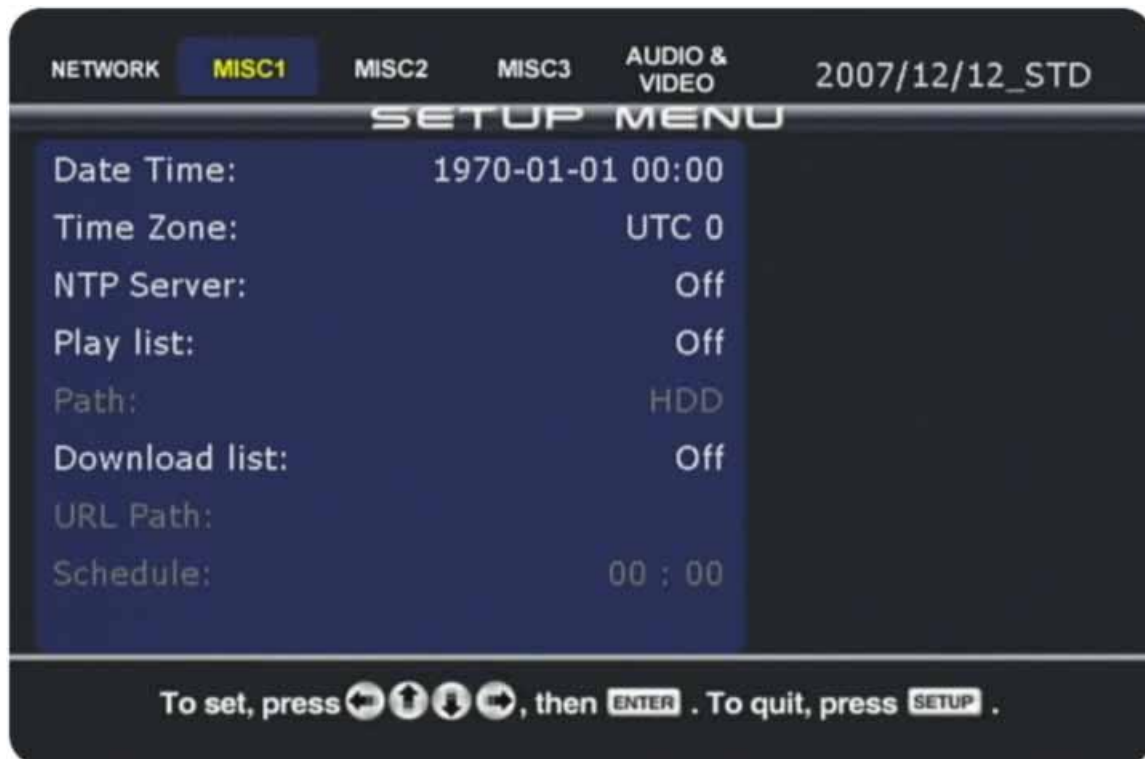 NETWORK MISC1 MISC2 MISC3 AUDIO & VIDEO 2007/12/12_STD
SETUP MENU
Date Time: 1970-01-01 00:00
Time Zone: UTC 0
NTP Server: Off
Play list: Off
Path: HDD
Download list: Off
URL Path:
Schedule: 00 : 00
To set, press , then ENTER . To quit, press SETUP .